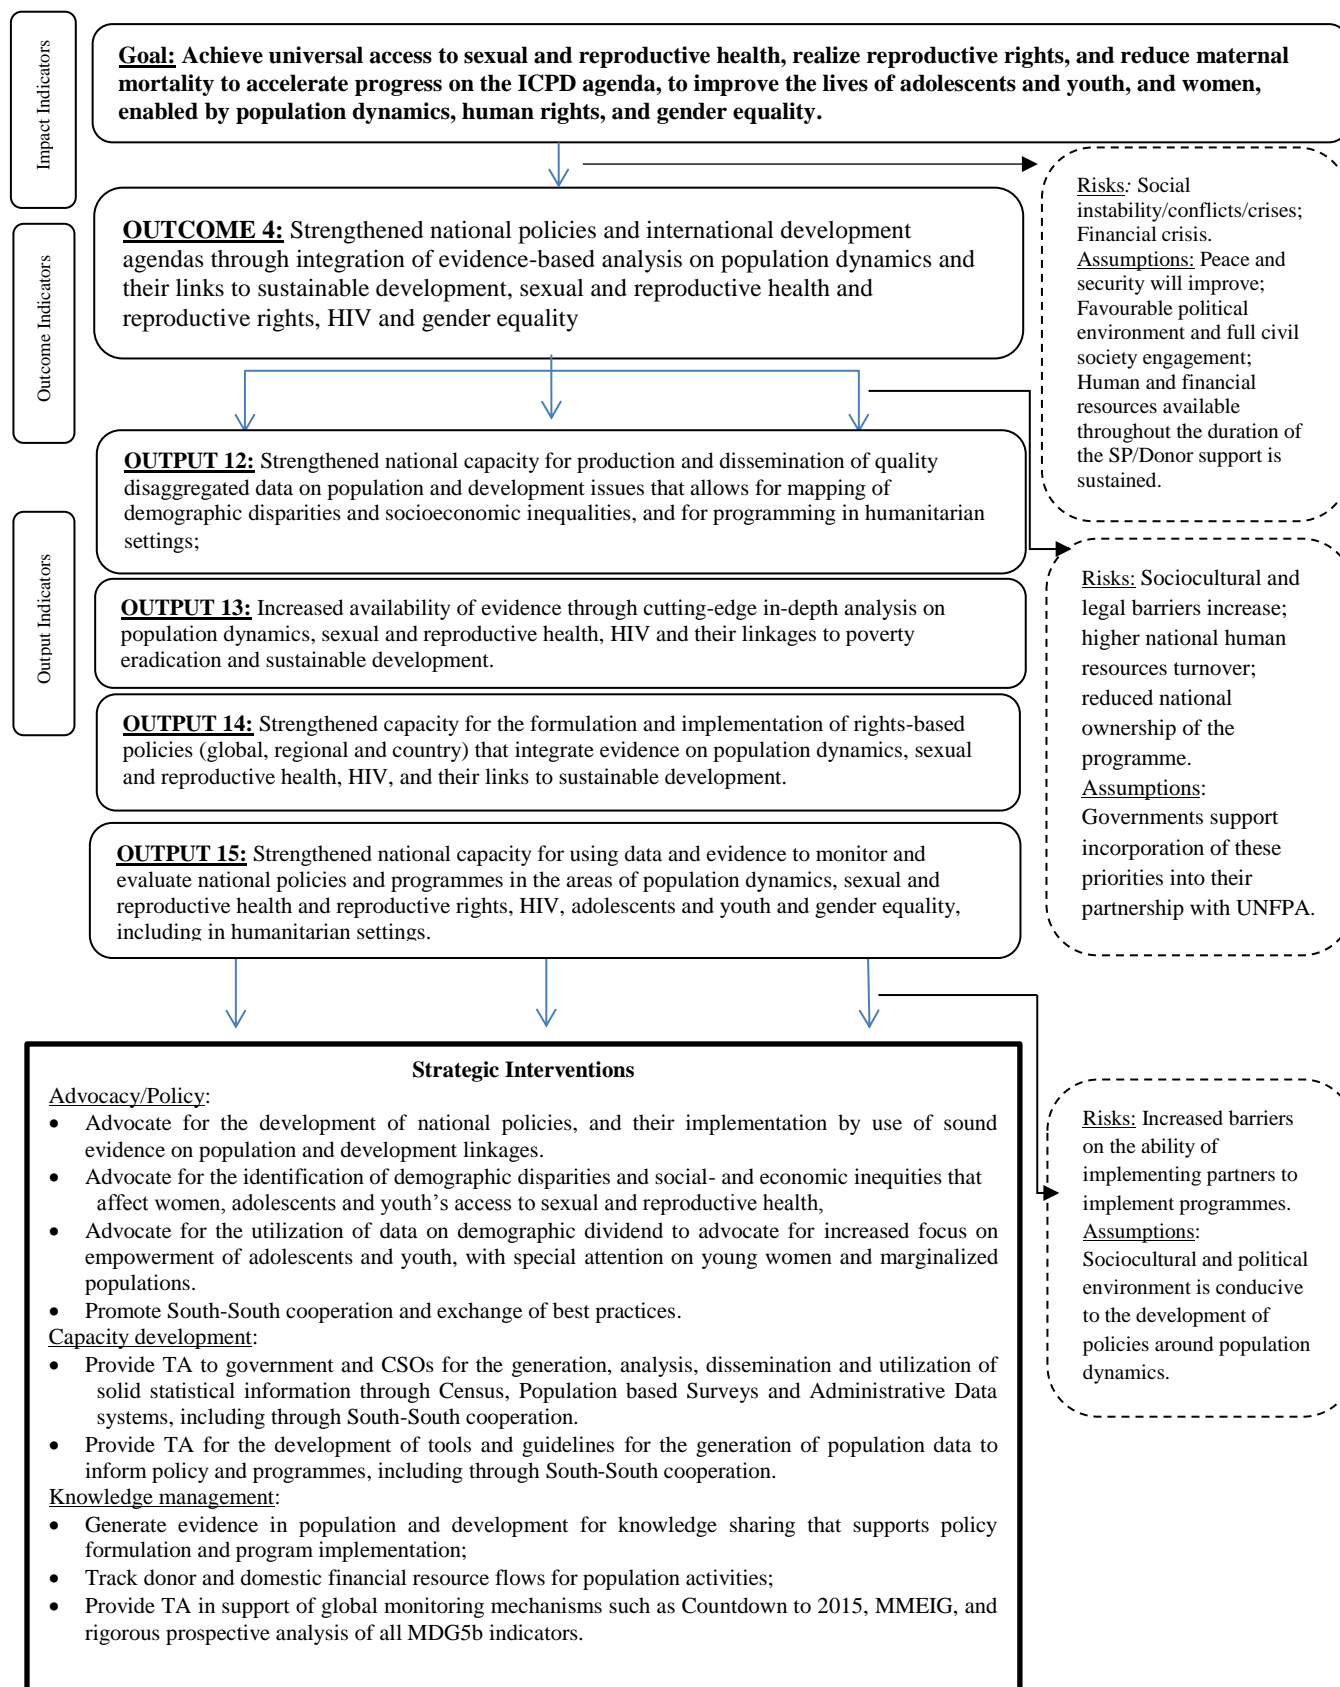 Impact Indicators
Goal: Achieve universal access to sexual and reproductive health, realize reproductive rights, and reduce maternal
mortality to accelerate progress on the ICPD agenda, to improve the lives of adolescents and youth, and women,
enabled by population dynamics, human rights, and gender equality.
Risks: Social
instability/conflicts/crises;
Financial crisis.
Assumptions: Peace and
security will improve;
Favourable political
environment and full civil
society engagement;
Human and financial
resources available
throughout the duration of
the SP/Donor support is
sustained.
Outcome Indicators
OUTCOME 4: Strengthened national policies and international development
agendas through integration of evidence-based analysis on population dynamics and
their links to sustainable development, sexual and reproductive health and
reproductive rights, HIV and gender equality
Output Indicators
OUTPUT 12: Strengthened national capacity for production and dissemination of quality
disaggregated data on population and development issues that allows for mapping of
demographic disparities and socioeconomic inequalities, and for programming in humanitarian
settings;
OUTPUT 13: Increased availability of evidence through cutting-edge in-depth analysis on
population dynamics, sexual and reproductive health, HIV and their linkages to poverty
eradication and sustainable development.
OUTPUT 14: Strengthened capacity for the formulation and implementation of rights-based
policies (global, regional and country) that integrate evidence on population dynamics, sexual
and reproductive health, HIV, and their links to sustainable development.
OUTPUT 15: Strengthened national capacity for using data and evidence to monitor and
evaluate national policies and programmes in the areas of population dynamics, sexual and
reproductive health and reproductive rights, HIV, adolescents and youth and gender equality,
including in humanitarian settings.
Risks: Sociocultural and
legal barriers increase;
higher national human
resources turnover;
reduced national
ownership of the
programme.
Assumptions:
Governments support
incorporation of these
priorities into their
partnership with UNFPA.
Strategic Interventions
Advocacy/Policy:
• Advocate for the development of national policies, and their implementation by use of sound
evidence on population and development linkages.
• Advocate for the identification of demographic disparities and social- and economic inequities that
affect women, adolescents and youth's access to sexual and reproductive health,
• Advocate for the utilization of data on demographic dividend to advocate for increased focus on
empowerment of adolescents and youth, with special attention on young women and marginalized
populations.
• Promote South-South cooperation and exchange of best practices.
Capacity development:
• Provide TA to government and CSOs for the generation, analysis, dissemination and utilization of
solid statistical information through Census, Population based Surveys and Administrative Data
systems, including through South-South cooperation.
• Provide TA for the development of tools and guidelines for the generation of population data to
inform policy and programmes, including through South-South cooperation.
Knowledge management:
• Generate evidence in population and development for knowledge sharing that supports policy
formulation and program implementation;
• Track donor and domestic financial resource flows for population activities;
• Provide TA in support of global monitoring mechanisms such as Countdown to 2015, MMEIG, and
rigorous prospective analysis of all MDG5b indicators.
Risks: Increased barriers
on the ability of
implementing partners to
implement programmes.
Assumptions:
Sociocultural and political
environment is conducive
to the development of
policies around population
dynamics.